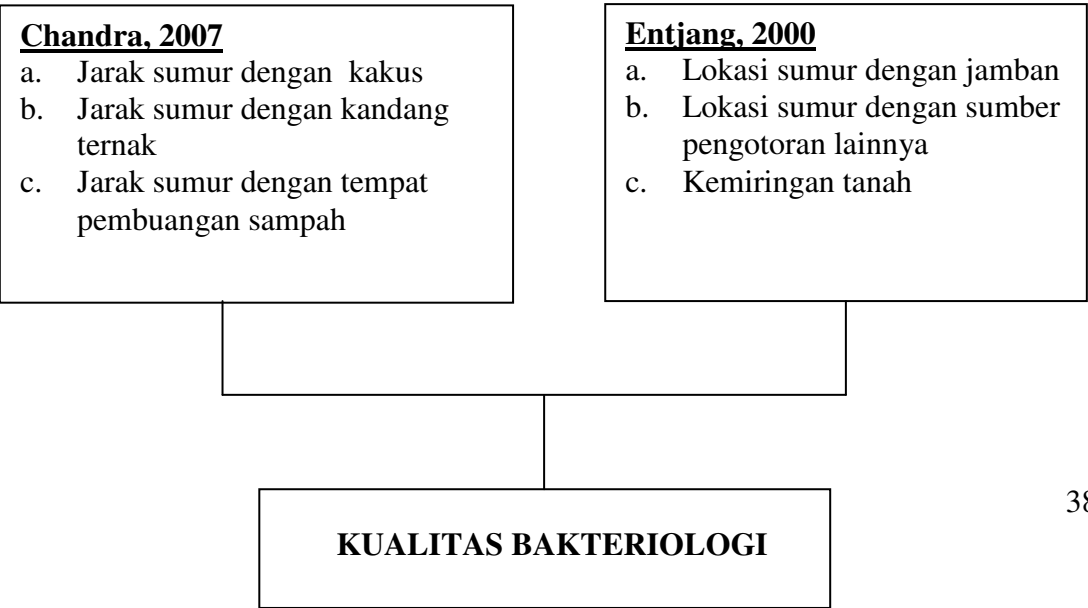 Chandra, 2007
a. Jarak sumur dengan kakus
b. Jarak sumur dengan kandang
ternak
c. Jarak sumur dengan tempat
pembuangan sampah
Entjang, 2000
a. Lokasi sumur dengan jamban
b. Lokasi sumur dengan sumber
pengotoran lainnya
c. Kemiringan tanah
38
KUALITAS BAKTERIOLOGI